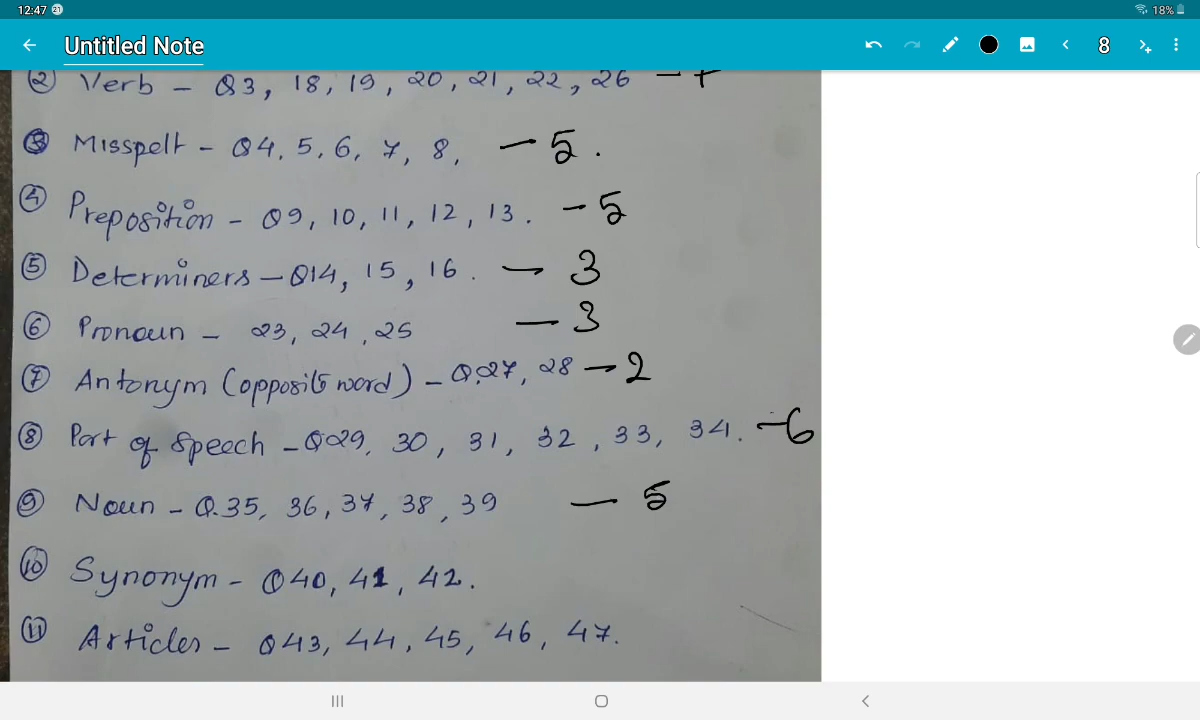 12:47 21 18%
Untitled Note 8
② Verb - Q3, 18, 19, 20, 21, 22, 26
③ Misspelt - Q4, 5, 6, 7, 8, - 5.
④ Preposition - Q9, 10, 11, 12, 13. - 5
⑤ Determiners - Q14, 15, 16. - 3
⑥ Pronoun - 23, 24, 25 - 3
⑦ Antonym (opposite word) - Q.27, 28 - 2
⑧ Part of Speech - Q29, 30, 31, 32, 33, 34. - 6
⑨ Noun - Q.35, 36, 37, 38, 39 - 5
⑩ Synonym - Q40, 41, 42.
⑪ Articles - Q43, 44, 45, 46, 47.